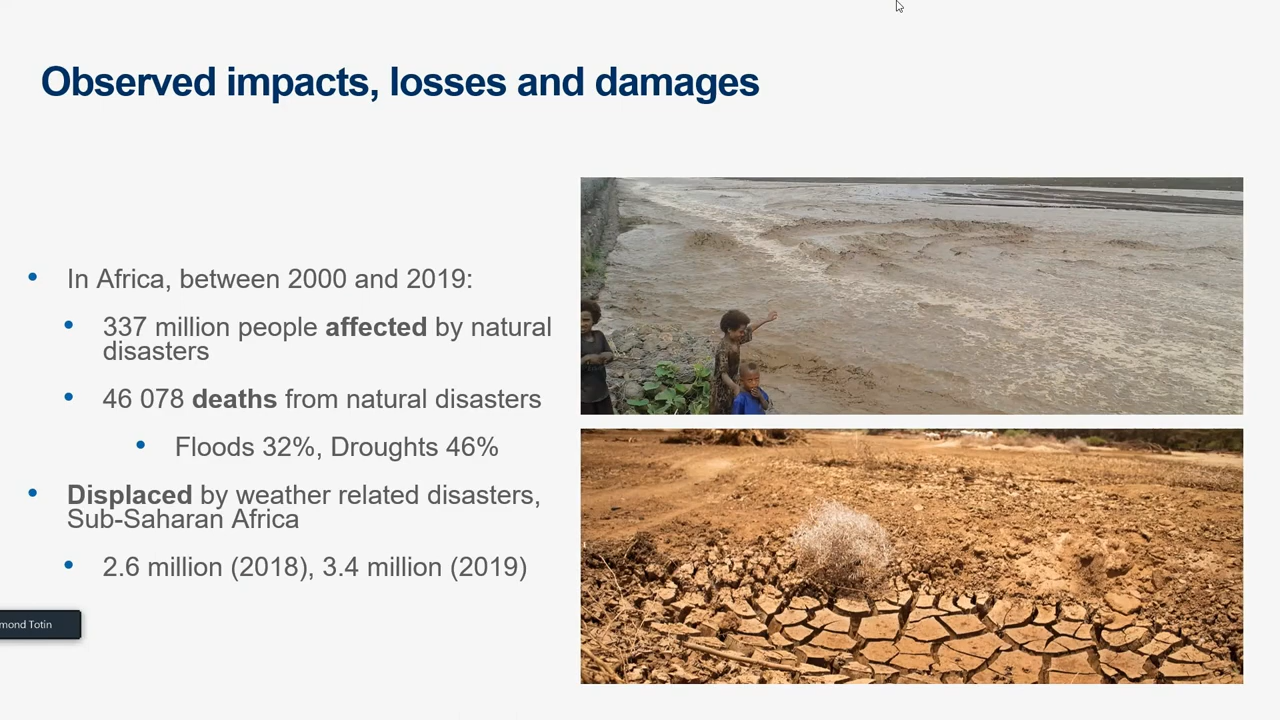 Observed impacts, losses and damages
In Africa, between 2000 and 2019:
337 million people affected by natural
disasters
46 078 deaths from natural disasters
Floods 32%, Droughts 46%
Displaced by weather related disasters,
Sub-Saharan Africa
2.6 million (2018), 3.4 million (2019)
mond Totin